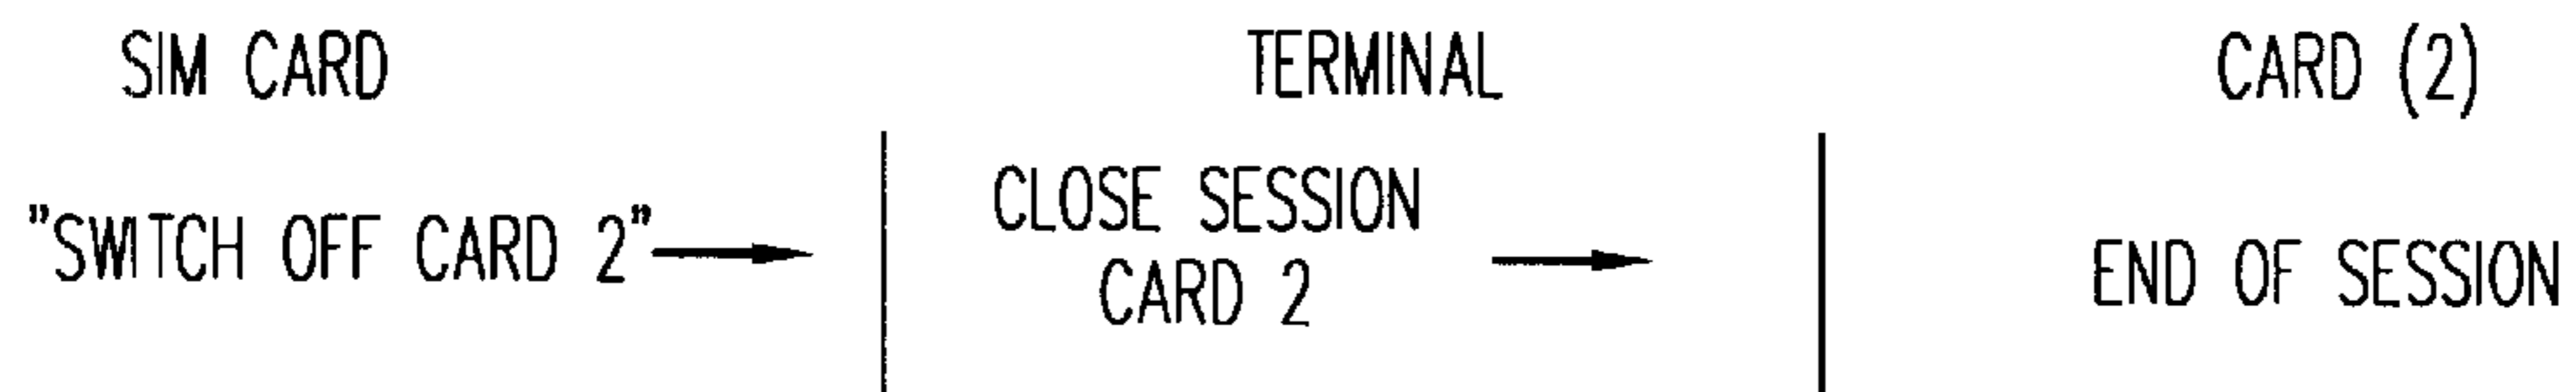 SIM CARD
TERMINAL
CARD (2)
"SWITCH OFF CARD 2"
CLOSE SESSION
CARD 2
END OF SESSION